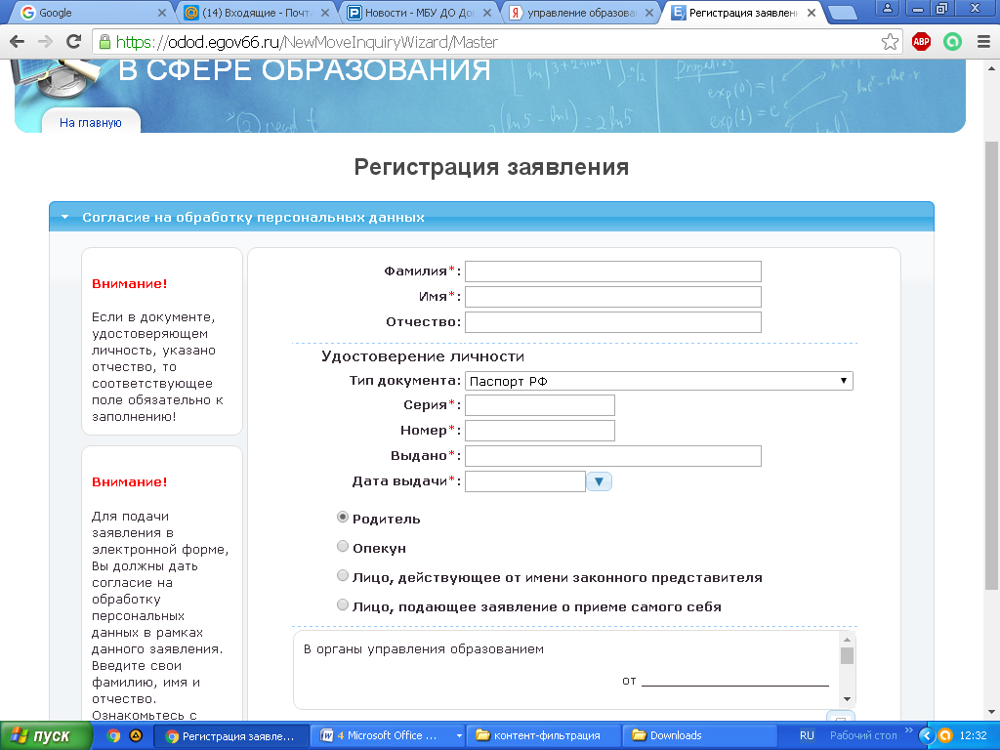 Google
(14) Входящие - Почт
Новости - МБУ ДО До
управление образова
Регистрация заявлен
https://odod.egov66.ru/NewMoveInquiryWizard/Master
ABP
В СФЕРЕ ОБРАЗОВАНИЯ
На главную
Регистрация заявления
Согласие на обработку персональных данных
Внимание!
Если в документе,
удостоверяющем
личность, указано
отчество, то
соответствующее
поле обязательно к
заполнению!
Внимание!
Для подачи
заявления в
электронной форме,
Вы должны дать
согласие на
обработку
персональных
данных в рамках
данного заявления.
Введите свои
фамилию, имя и
отчество.
Ознакомьтесь с
Фамилия*:
Имя*:
Отчество:
Удостоверение личности
Тип документа: Паспорт РФ
Серия*:
Номер*:
Выдано*:
Дата выдачи*:
Родитель
Опекун
Лицо, действующее от имени законного представителя
Лицо, подающее заявление о приеме самого себя
В органы управления образованием
от
пуск
Регистрация заявле...
4 Microsoft Office ...
контент-фильтрация
Downloads
RU
Рабочий стол
12:32